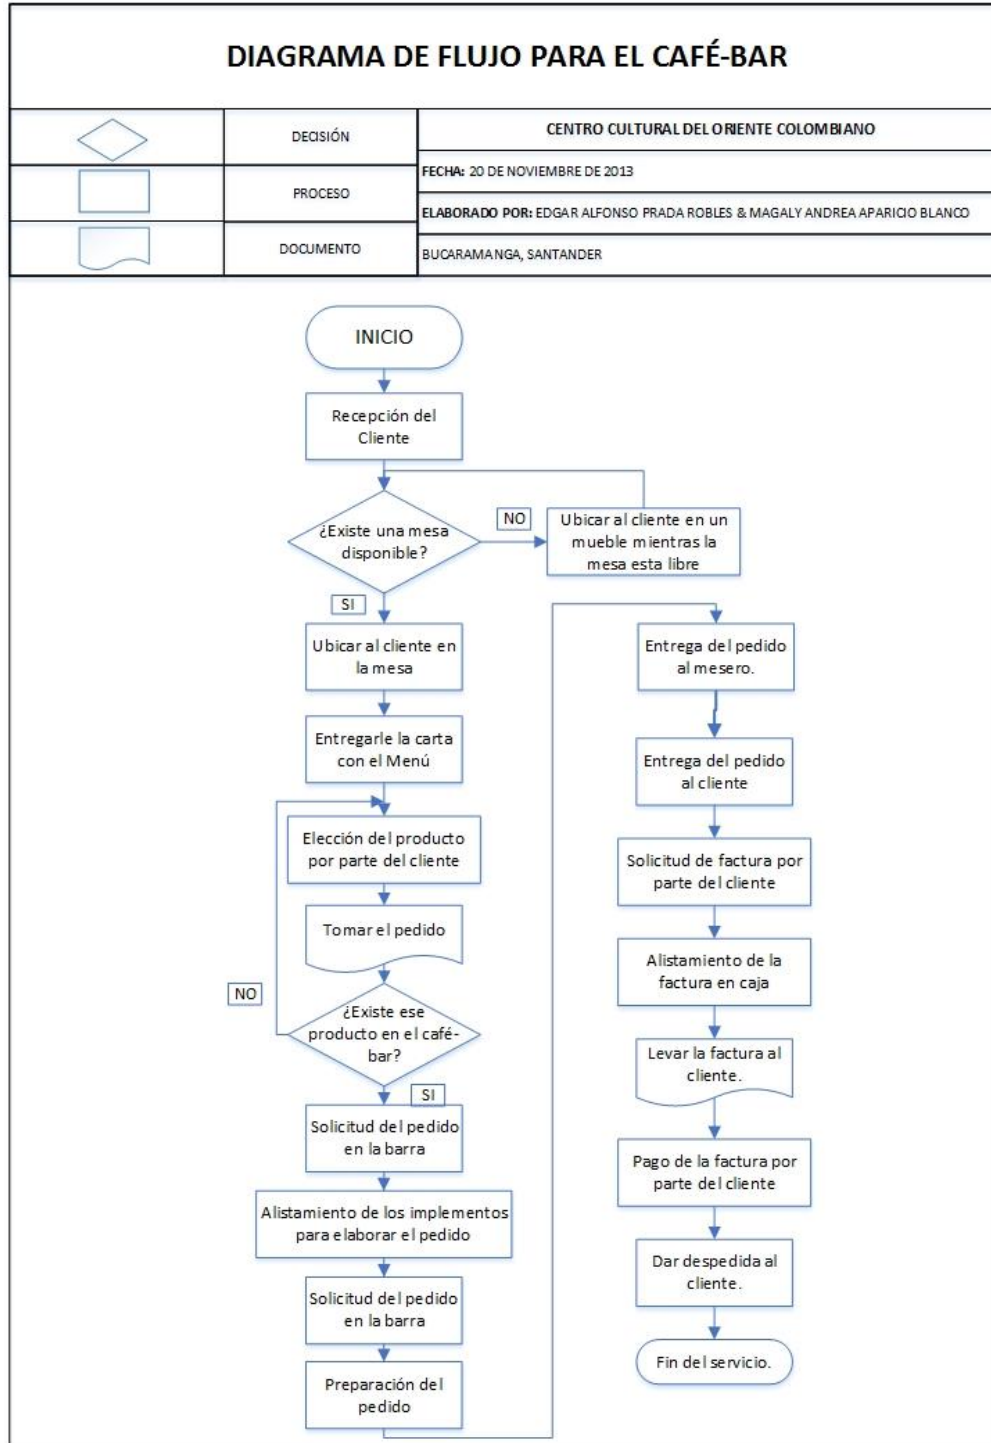 DIAGRAMA DE FLUJO PARA EL CAFÉ-BAR
DECISIÓN
CENTRO CULTURAL DEL ORIENTE COLOMBIANO
FECHA: 20 DE NOVIEMBRE DE 2013
PROCESO
ELABORADO POR: EDGAR ALFONSO PRADA ROBLES & MAGALY ANDREA APARICIO BLANCO
DOCUMENTO
BUCARAMANGA, SANTANDER
INICIO
Recepción del
Cliente
¿Existe una mesa
disponible?
NO
Ubicar al cliente en un
mueble mientras la
mesa esta libre
SI
Ubicar al cliente en
la mesa
Entregarle la carta
con el Menú
Elección del producto
por parte del cliente
Tomar el pedido
NO
¿Existe ese
producto en el café-
bar?
SI
Solicitud del pedido
en la barra
Alistamiento de los implementos
para elaborar el pedido
Solicitud del pedido
en la barra
Preparación del
pedido
Entrega del pedido
al mesero.
Entrega del pedido
al cliente
Solicitud de factura por
parte del cliente
Alistamiento de la
factura en caja
Levar la factura al
cliente.
Pago de la factura por
parte del cliente
Dar despedida al
cliente.
Fin del servicio.